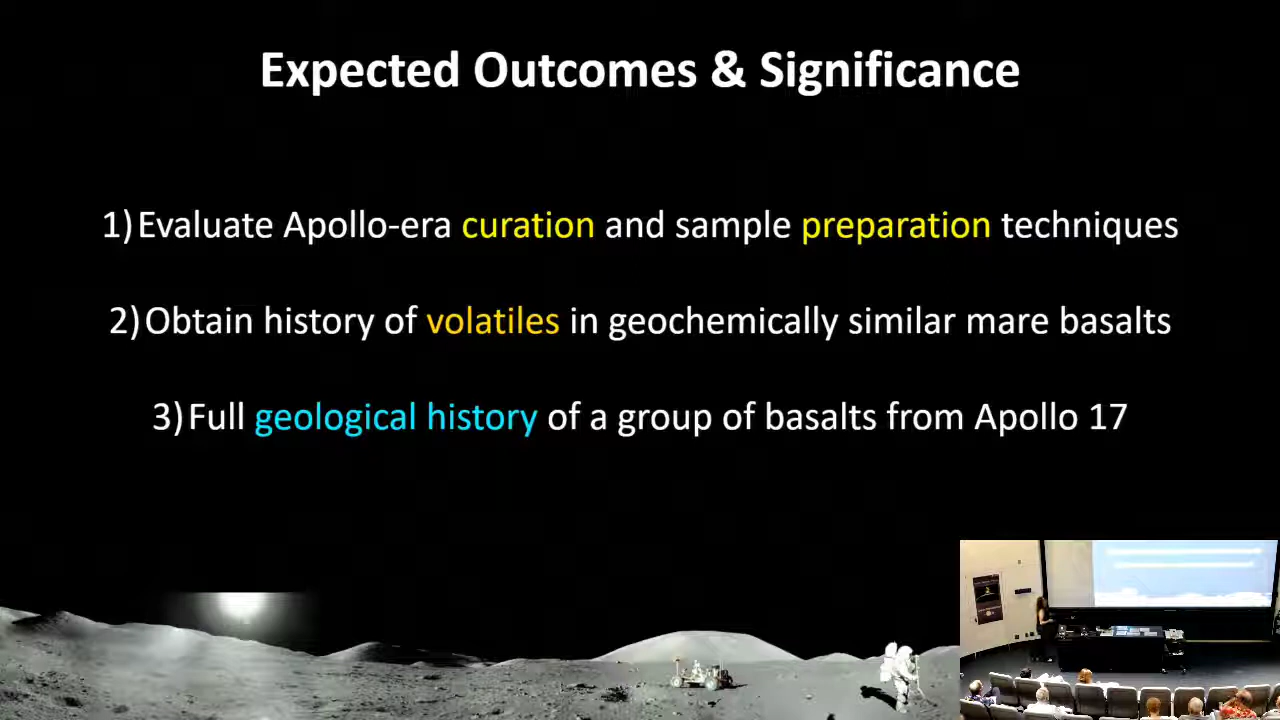 Expected Outcomes & Significance
1) Evaluate Apollo-era curation and sample preparation techniques
2) Obtain history of volatiles in geochemically similar mare basalts
3) Full geological history of a group of basalts from Apollo 17